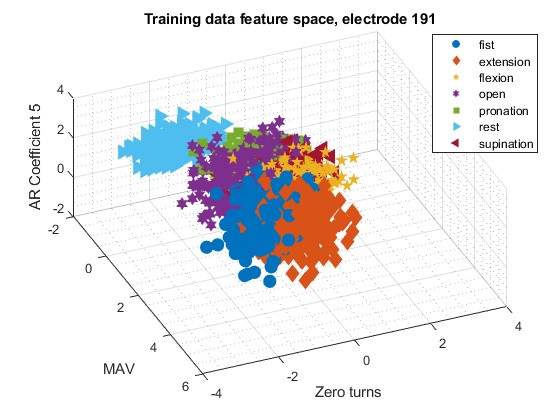 Training data feature space, electrode 191
fist
extension
flexion
open
pronation
rest
supination
AR Coefficient 5
4
2
0
-2
-2
0
2
4
6
MAV
-4
-2
0
2
4
Zero turns